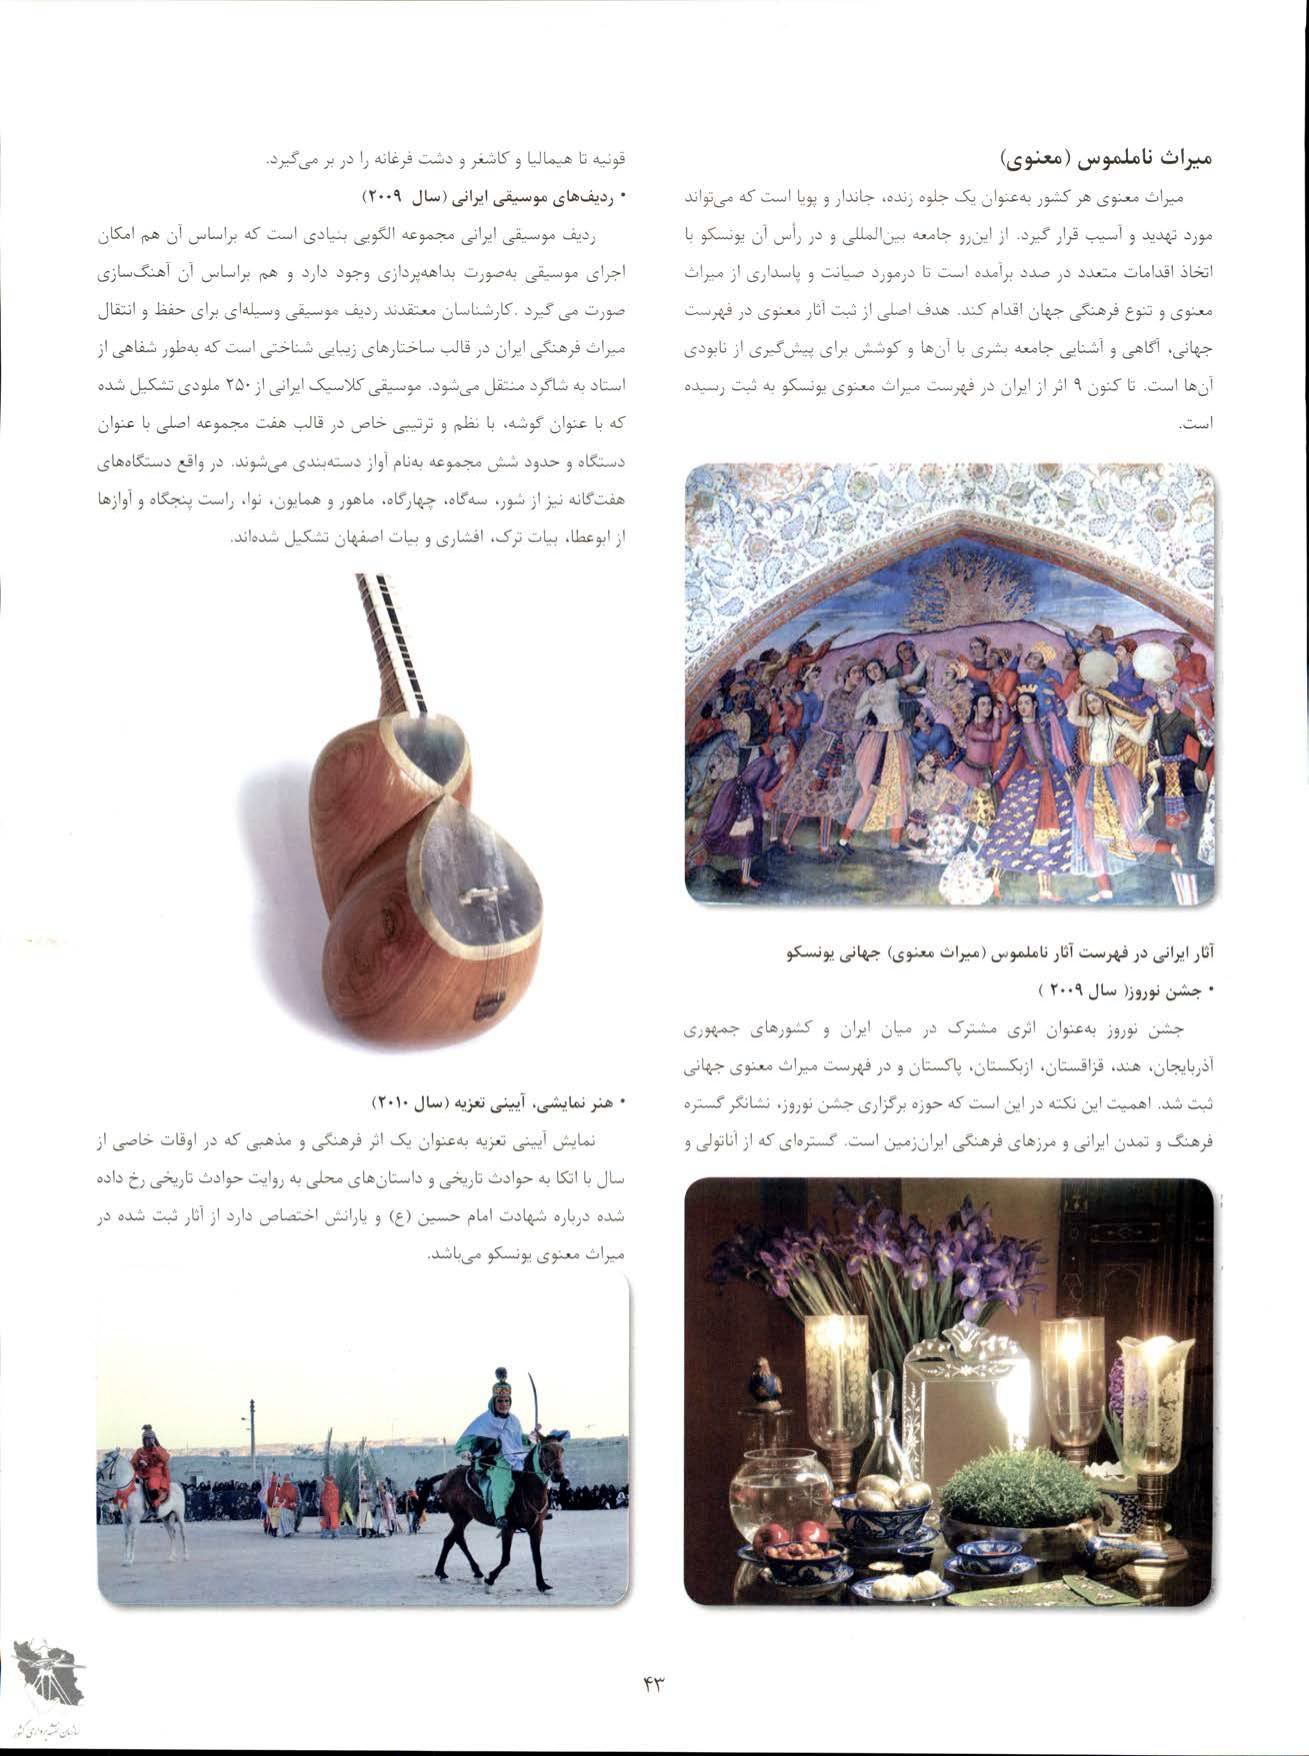 میراث ناملموس (معنوی)
میراث معنوی هر کشور به‌عنوان یک جلوه زنده، جاندار و پویا است که می‌تواند
مورد تهدید و آسیب قرار گیرد. از این‌رو جامعه بین‌المللی و در رأس آن یونسکو با
اتخاذ اقدامات متعدد در صدد برآمده است تا درمورد صیانت و پاسداری از میراث
معنوی و تنوع فرهنگی جهان اقدام کند. هدف اصلی از ثبت آثار معنوی در فهرست
جهانی، آگاهی و آشنایی جامعه بشری با آن‌ها و کوشش برای پیش‌گیری از نابودی
آن‌ها است. تا کنون ۹ اثر از ایران در فهرست میراث معنوی یونسکو به ثبت رسیده
است.
آثار ایرانی در فهرست آثار ناملموس (میراث معنوی) جهانی یونسکو
• جشن نوروز( سال ۲۰۰۹ )
جشن نوروز به‌عنوان اثری مشترک در میان ایران و کشورهای جمهوری
آذربایجان، هند، قزاقستان، ازبکستان، پاکستان و در فهرست میراث معنوی جهانی
ثبت شد. اهمیت این نکته در این است که حوزه برگزاری جشن نوروز، نشانگر گستره
فرهنگ و تمدن ایرانی و مرزهای فرهنگی ایران‌زمین است. گستره‌ای که از آناتولی و
قونیه تا هیمالیا و کاشغر و دشت فرغانه را در بر می‌گیرد.
• ردیف‌های موسیقی ایرانی (سال ۲۰۰۹)
ردیف موسیقی ایرانی مجموعه الگویی بنیادی است که براساس آن هم امکان
اجرای موسیقی به‌صورت بداهه‌پردازی وجود دارد و هم براساس آن آهنگ‌سازی
صورت می گیرد .کارشناسان معتقدند ردیف موسیقی وسیله‌ای برای حفظ و انتقال
میراث فرهنگی ایران در قالب ساختارهای زیبایی شناختی است که به‌طور شفاهی از
استاد به شاگرد منتقل می‌شود. موسیقی کلاسیک ایرانی از ۲۵۰ ملودی تشکیل شده
که با عنوان گوشه، با نظم و ترتیبی خاص در قالب هفت مجموعه اصلی با عنوان
دستگاه و حدود شش مجموعه به‌نام آواز دسته‌بندی می‌شوند. در واقع دستگاه‌های
هفت‌گانه نیز از شور، سه‌گاه، چهارگاه، ماهور و همایون، نوا، راست پنجگاه و آوازها
از ابوعطا، بیات ترک، افشاری و بیات اصفهان تشکیل شده‌اند.
• هنر نمایشی، آیینی تعزیه (سال ۲۰۱۰)
نمایش آیینی تعزیه به‌عنوان یک اثر فرهنگی و مذهبی که در اوقات خاصی از
سال با اتکا به حوادث تاریخی و داستان‌های محلی به روایت حوادث تاریخی رخ داده
شده درباره شهادت امام حسین (ع) و یارانش اختصاص دارد از آثار ثبت شده در
میراث معنوی یونسکو می‌باشد.
۴۳
سازمان نقشه‌برداری کشور